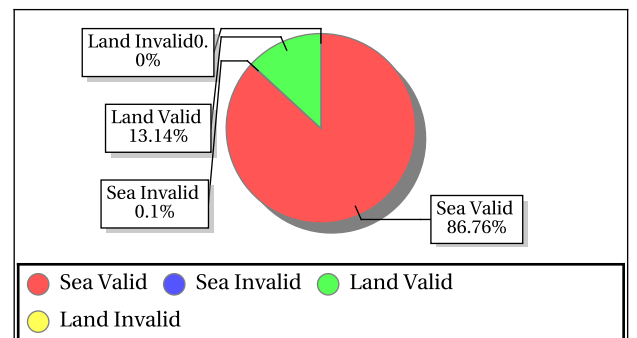 Land Invalid0.
0%
Land Valid
13.14%
Sea Invalid
0.1%
Sea Valid
86.76%
Sea Valid Sea Invalid Land Valid
Land Invalid